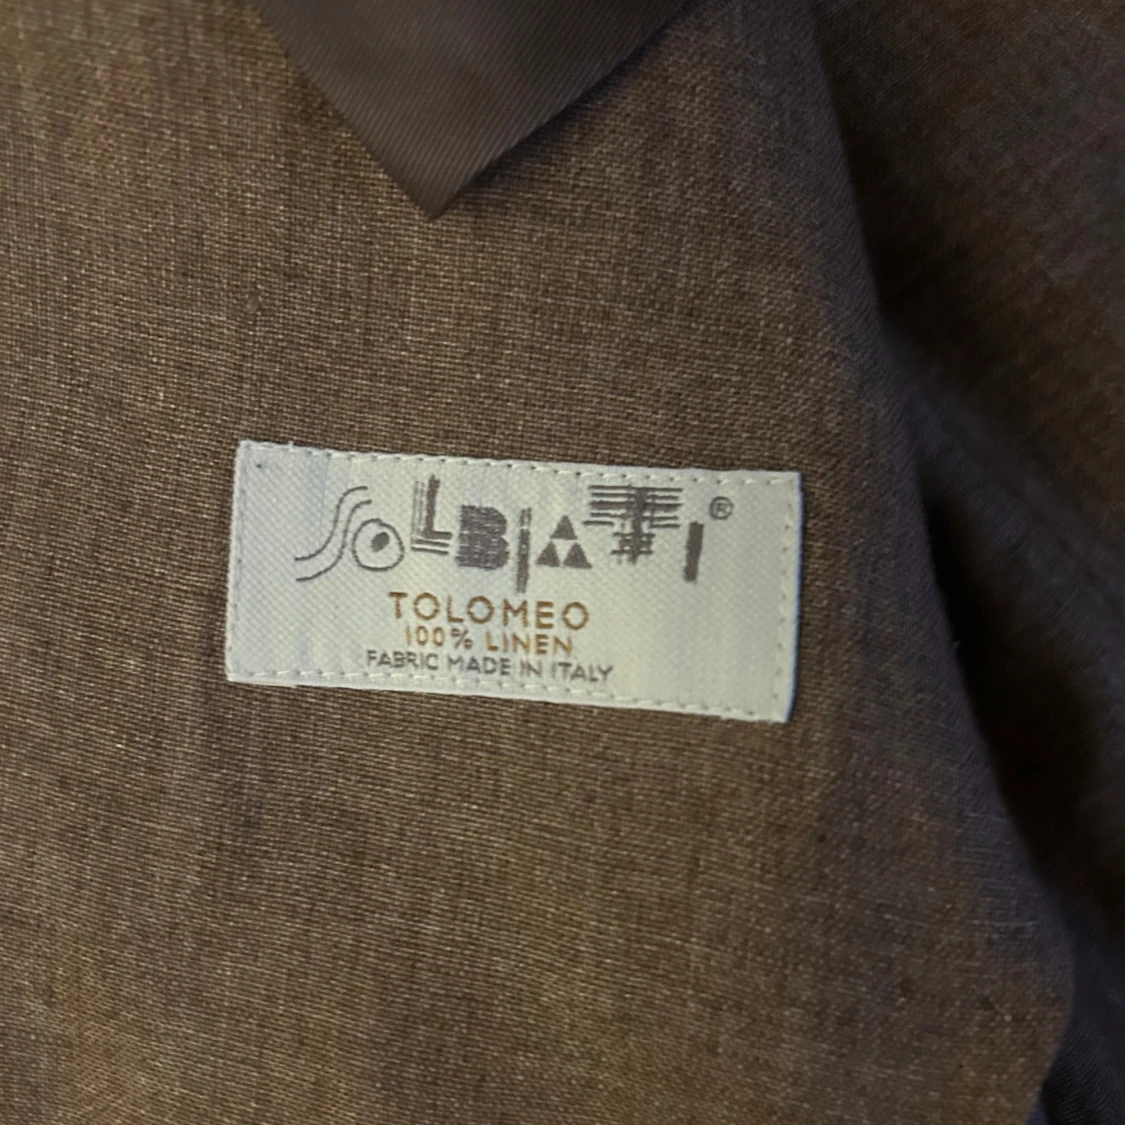 SOLBIATI®
TOLOMEO
100% LINEN
FABRIC MADE IN ITALY